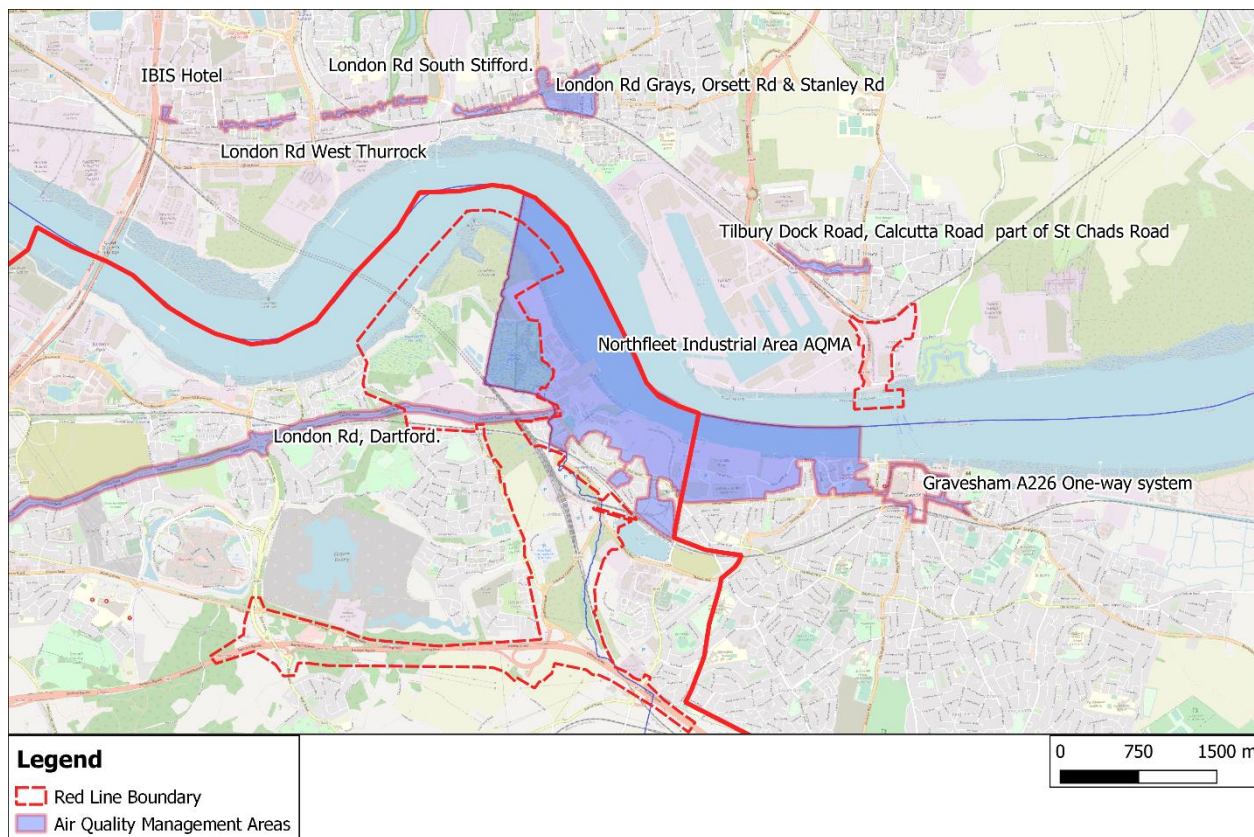 London Rd South Stifford.
IBIS Hotel
London Rd Grays, Orsett Rd & Stanley Rd
London Rd West Thurrock
Tilbury Dock Road, Calcutta Road  part of St Chads Road
Northfleet Industrial Area AQMA
London Rd, Dartford.
Gravesham A226 One-way system
Legend
Red Line Boundary
Air Quality Management Areas
0 750 1500 m